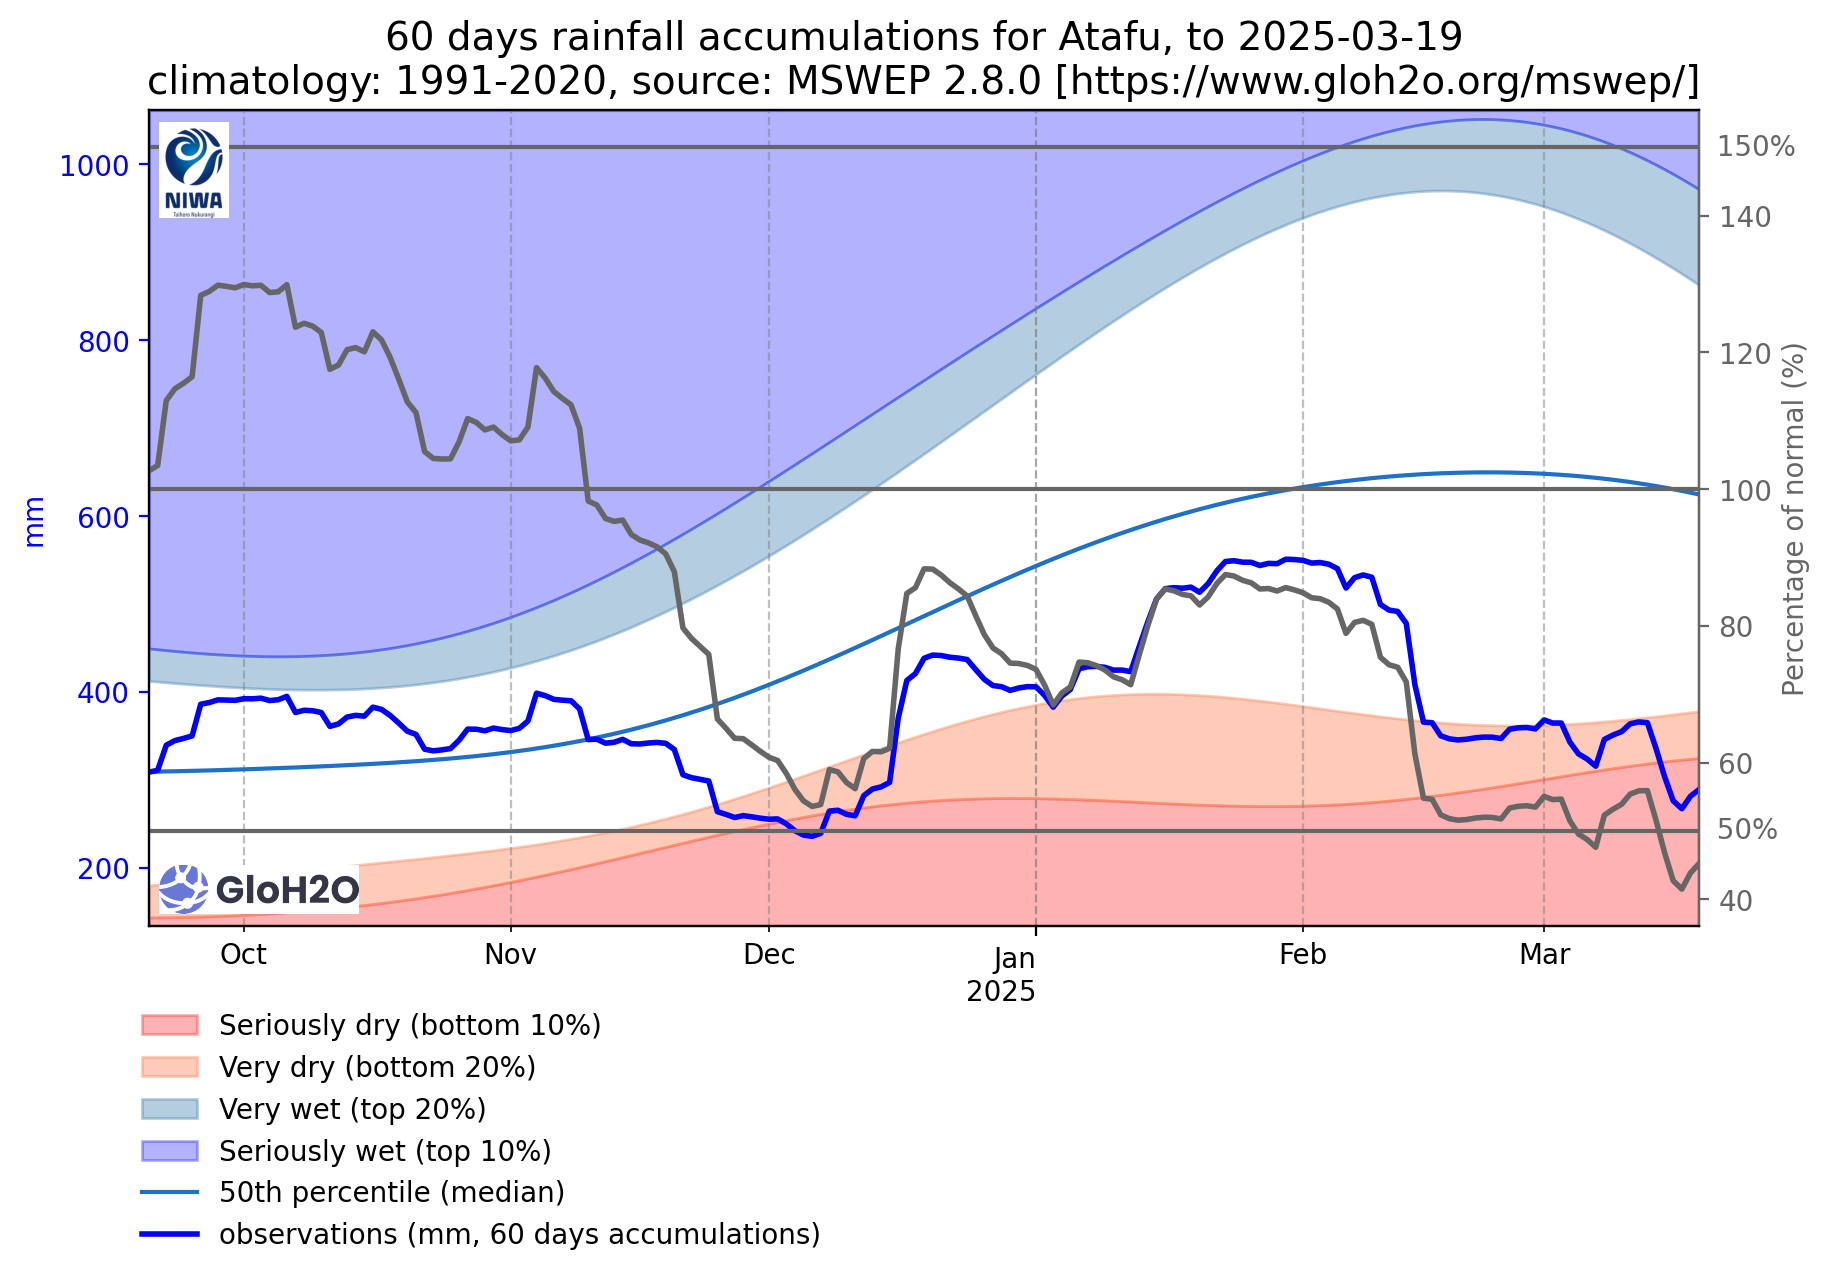 60 days rainfall accumulations for Atafu, to 2025-03-19
climatology: 1991-2020, source: MSWEP 2.8.0 [https://www.gloh2o.org/mswep/]
NIWA
Taihoro Nukurangi
1000
800
600
400
200
mm
150%
140
120
100
80
60
50%
40
Percentage of normal (%)
GloH2O
Oct
Nov
Dec
Jan
2025
Feb
Mar
Seriously dry (bottom 10%)
Very dry (bottom 20%)
Very wet (top 20%)
Seriously wet (top 10%)
50th percentile (median)
observations (mm, 60 days accumulations)